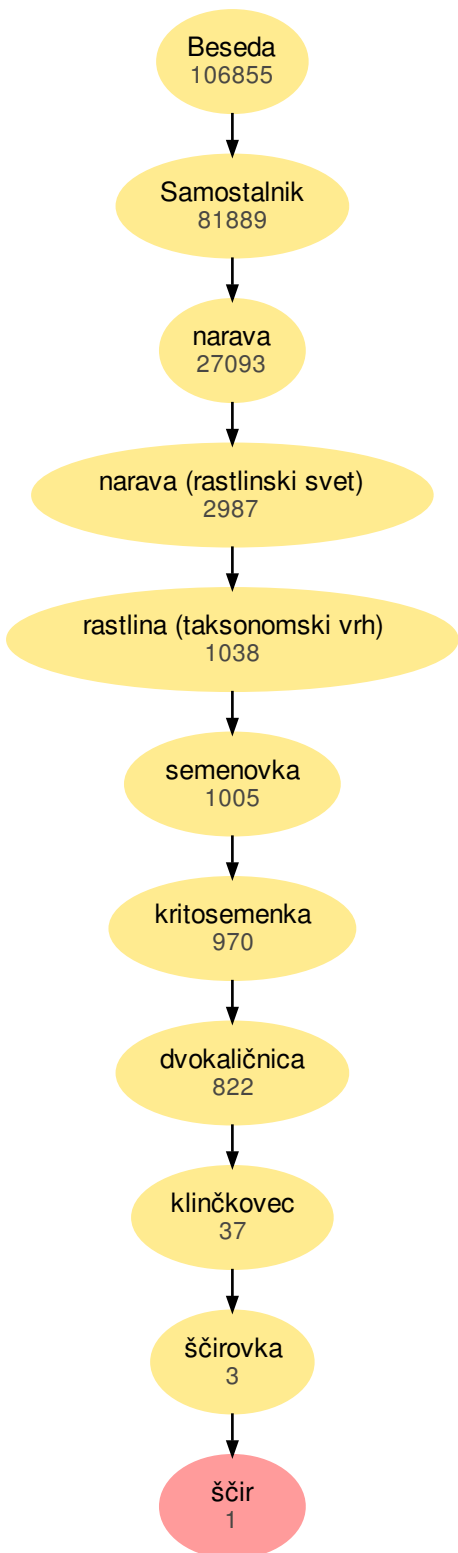 Beseda
106855
Samostalnik
81889
narava
27093
narava (rastlinski svet)
2987
rastlina (taksonomski vrh)
1038
semenovka
1005
kritosemenka
970
dvokaličnica
822
klinčkovec
37
ščirovka
3
ščir
1